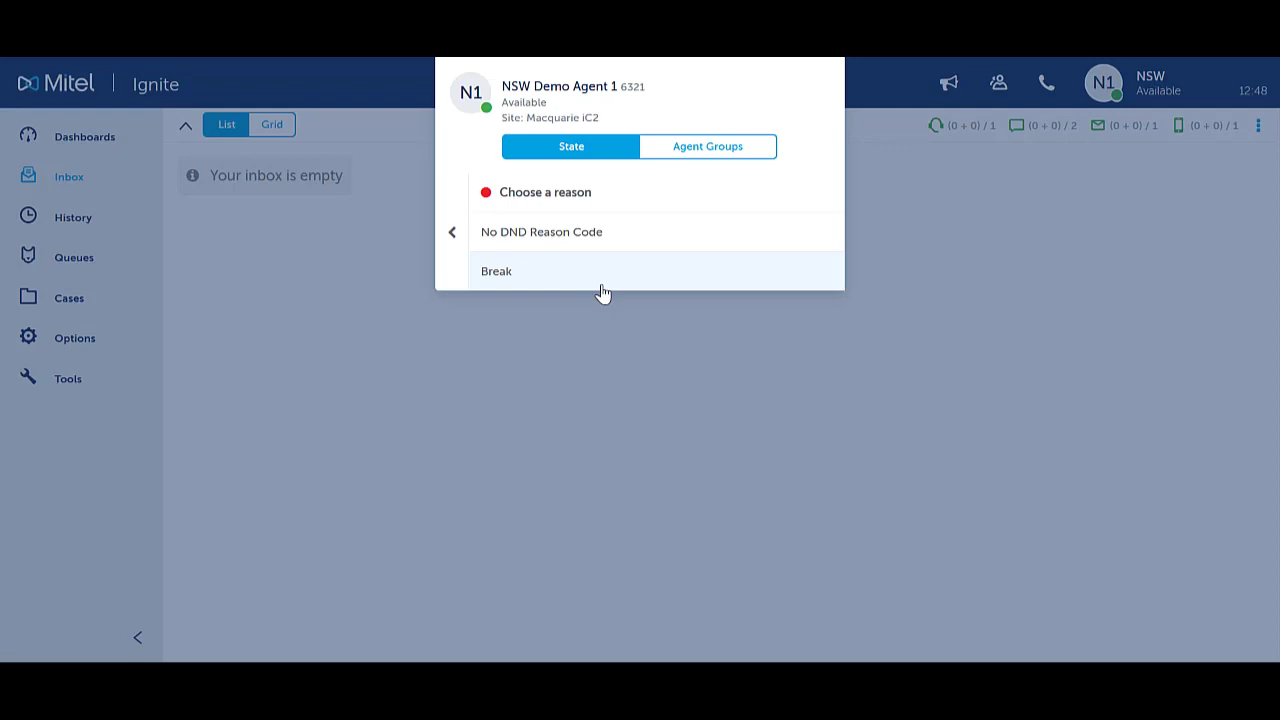 Mitel | Ignite
N1
NSW Demo Agent 1 6321
Available
Site: Macquarie iC2
N1
NSW
Available
12:48
Dashboards
Inbox
History
Queues
Cases
Options
Tools
List
Grid
Your inbox is empty
State
Agent Groups
(0 + 0) / 1
(0 + 0) / 2
(0 + 0) / 1
(0 + 0) / 1
Choose a reason
No DND Reason Code
Break